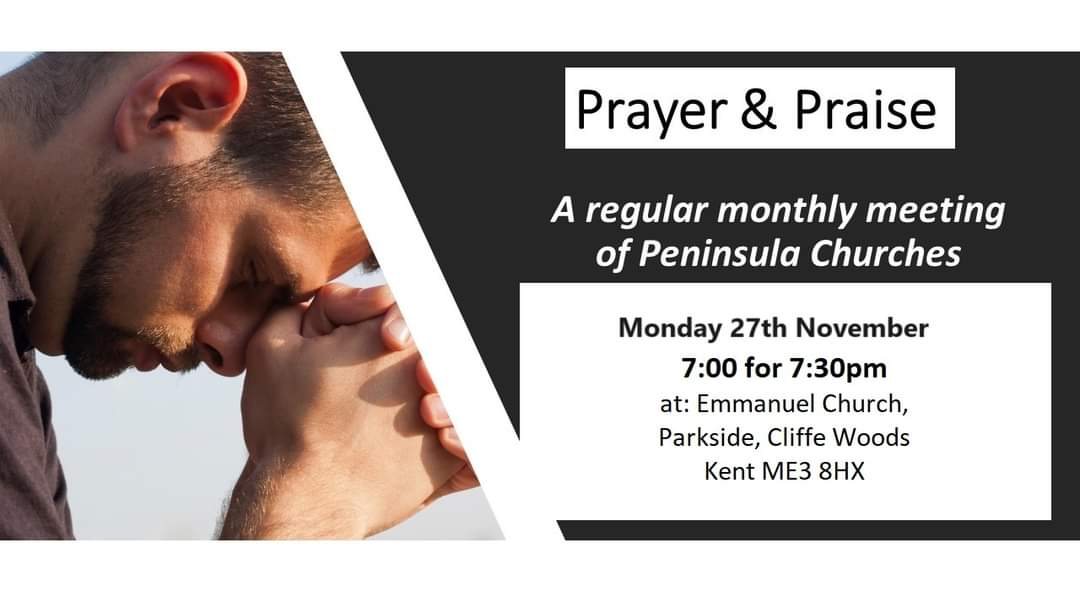 Prayer & Praise
A regular monthly meeting
of Peninsula Churches
Monday 27th November
7:00 for 7:30pm
at: Emmanuel Church,
Parkside, Cliffe Woods
Kent ME3 8HX